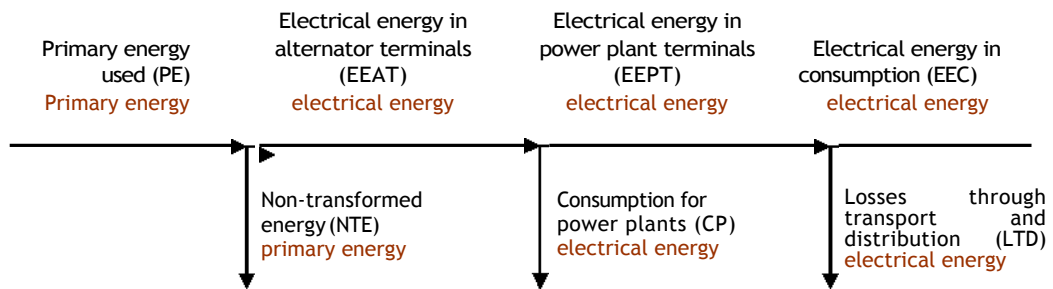 Primary energy
used (PE)
Primary energy
Electrical energy in
alternator terminals
(EEAT)
electrical energy
Electrical energy in
power plant terminals
(EEPT)
electrical energy
Electrical energy in
consumption (EEC)
electrical energy
Non-transformed
energy (NTE)
primary energy
Consumption for
power plants (CP)
electrical energy
Losses through
transport and
distribution (LTD)
electrical energy